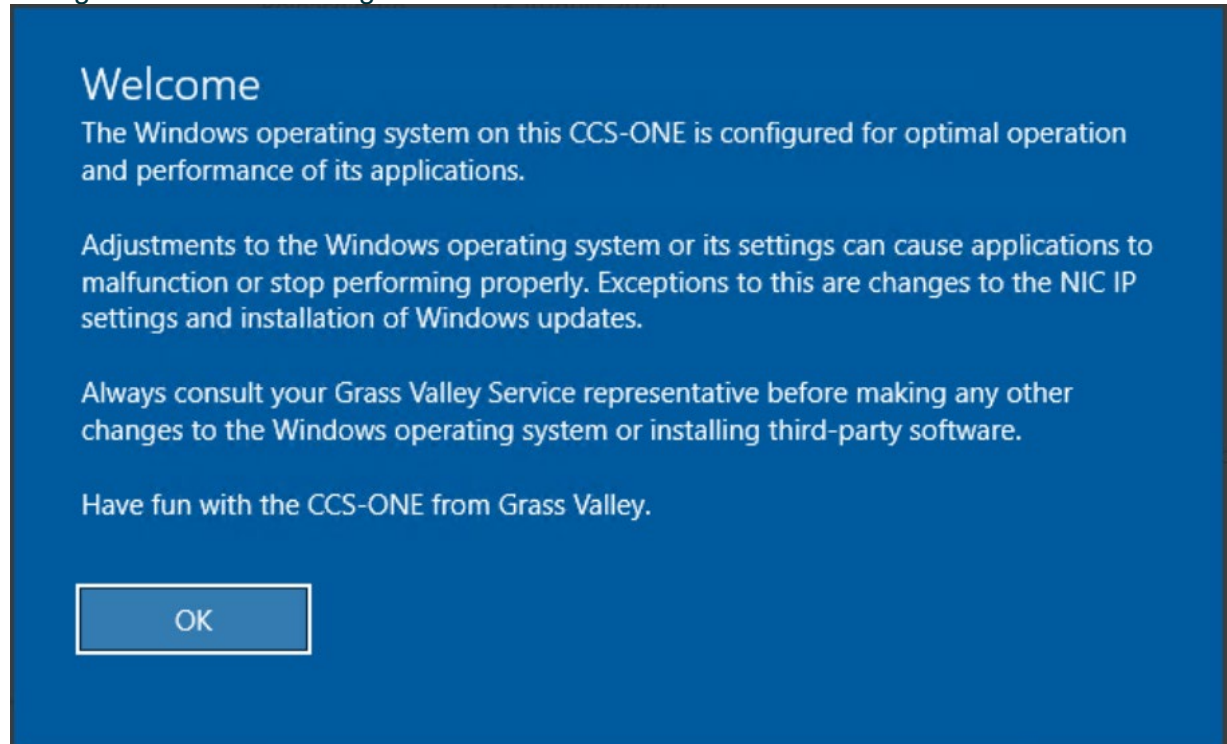 Welcome
The Windows operating system on this CCS-ONE is configured for optimal operation
and performance of its applications.
Adjustments to the Windows operating system or its settings can cause applications to
malfunction or stop performing properly. Exceptions to this are changes to the NIC IP
settings and installation of Windows updates.
Always consult your Grass Valley Service representative before making any other
changes to the Windows operating system or installing third-party software.
Have fun with the CCS-ONE from Grass Valley.
OK